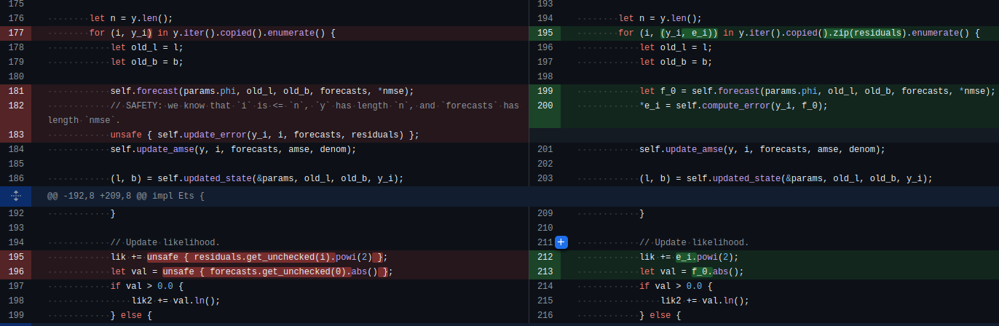 175
176 let n = y.len();
177 for (i, y_i) in y.iter().copied().enumerate() {
178 let old_l = l;
179 let old_b = b;
180
181 self.forecast(params.phi, old_l, old_b, forecasts, *nmse);
182 // SAFETY: we know that `i` is <= `n`, `y` has length `n`, and `forecasts` has
length `nmse`.
183 unsafe { self.update_error(y_i, i, forecasts, residuals) };
184 self.update_amse(y, i, forecasts, amse, denom);
185
186 (l, b) = self.updated_state(&params, old_l, old_b, y_i);
@@ -192,8 +209,8 @@ impl Ets {
192 }
193
194 // Update likelihood.
195 lik += unsafe { residuals.get_unchecked(i).powi(2) };
196 let val = unsafe { forecasts.get_unchecked(0).abs() };
197 if val > 0.0 {
198 lik2 += val.ln();
199 } else {
193
194 let n = y.len();
195 for (i, (y_i, e_i)) in y.iter().copied().zip(residuals).enumerate() {
196 let old_l = l;
197 let old_b = b;
198
199 let f_0 = self.forecast(params.phi, old_l, old_b, forecasts, *nmse);
200 *e_i = self.compute_error(y_i, f_0);
201 self.update_amse(y, i, forecasts, amse, denom);
202
203 (l, b) = self.updated_state(&params, old_l, old_b, y_i);
209 }
210
211 + // Update likelihood.
212 lik += e_i.powi(2);
213 let val = f_0.abs();
214 if val > 0.0 {
215 lik2 += val.ln();
216 } else {